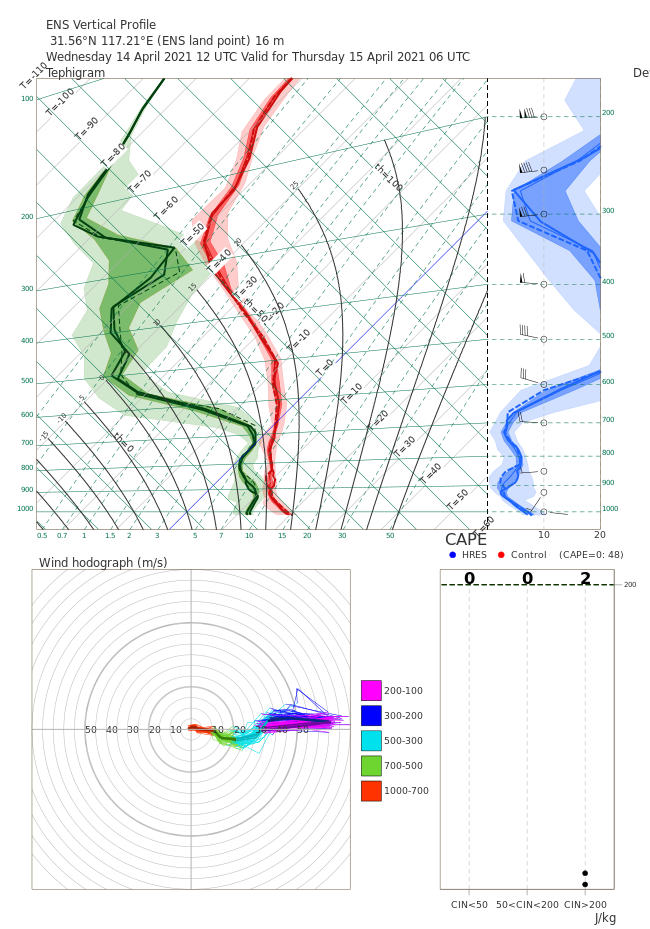 ENS Vertical Profile
31.56°N 117.21°E (ENS land point) 16 m
Wednesday 14 April 2021 12 UTC Valid for Thursday 15 April 2021 06 UTC
Tephigram
De
T=-110
T=-100
T=-90
T=-80
T=-70
T=-60
T=-50
T=-40
T=-30
T=-20
T=-10
T=0
T=10
T=20
T=30
T=40
T=50
T=60
th=100
th=50
th=0
25
20
15
10
-5
-10
-15
100
200
300
400
500
600
700
800
900
1000
200
300
400
500
600
700
800
900
1000
0.5 0.7 1 1.5 2 3 5 7 10 15 20 30 50
10 20
CAPE
HRES Control (CAPE=0: 48)
Wind hodograph (m/s)
50 40 30 20 10 10 20 30 40 50
200-100
300-200
500-300
700-500
1000-700
0 0 2
200
CIN<50 50<CIN<200 CIN>200
J/kg